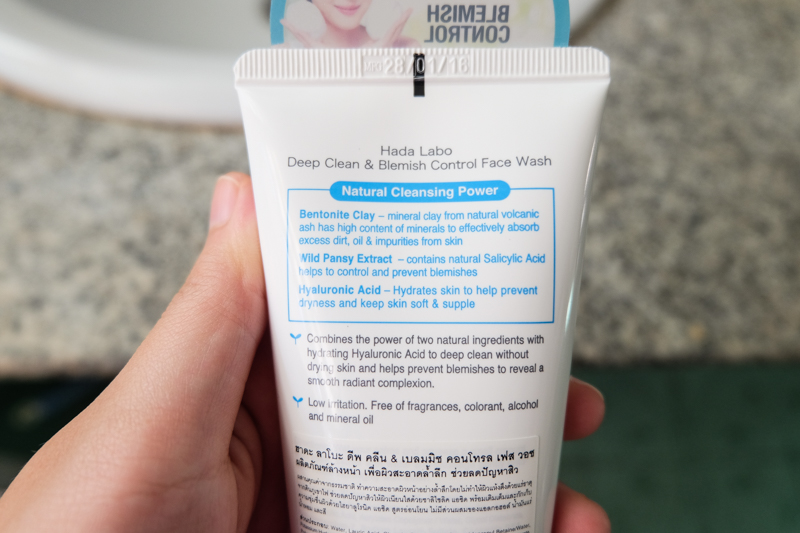 BLEMISH
CONTROL
28/01/18
Hada Labo
Deep Clean & Blemish Control Face Wash
Natural Cleansing Power
Bentonite Clay – mineral clay from natural volcanic
ash has high content of minerals to effectively absorb
excess dirt, oil & impurities from skin
Wild Pansy Extract – contains natural Salicylic Acid
helps to control and prevent blemishes
Hyaluronic Acid – Hydrates skin to help prevent
dryness and keep skin soft & supple
Combines the power of two natural ingredients with
hydrating Hyaluronic Acid to deep clean without
drying skin and helps prevent blemishes to reveal a
smooth radiant complexion.
Low irritation. Free of fragrances, colorant, alcohol
and mineral oil
ฮาดะ ลาโบะ ดีพ คลีน & เบลมมิช คอนโทรล เฟส วอช
ผลิตภัณฑ์ล้างหน้า เพื่อผิวสะอาดล้ำลึก ช่วยลดปัญหาสิว